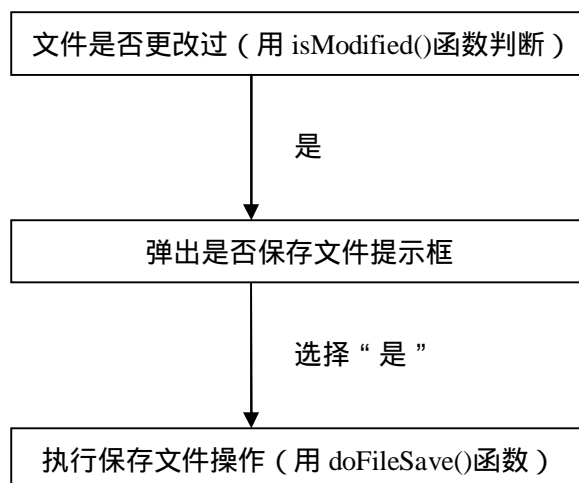 文件是否更改过（用 isModified()函数判断）
是
弹出是否保存文件提示框
选择“是”
执行保存文件操作（用 doFileSave()函数）